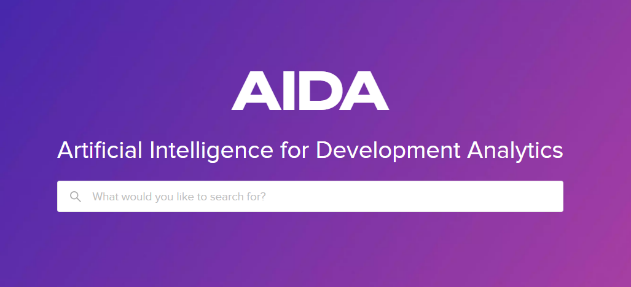 AIDA
Artificial Intelligence for Development Analytics
What would you like to search for?